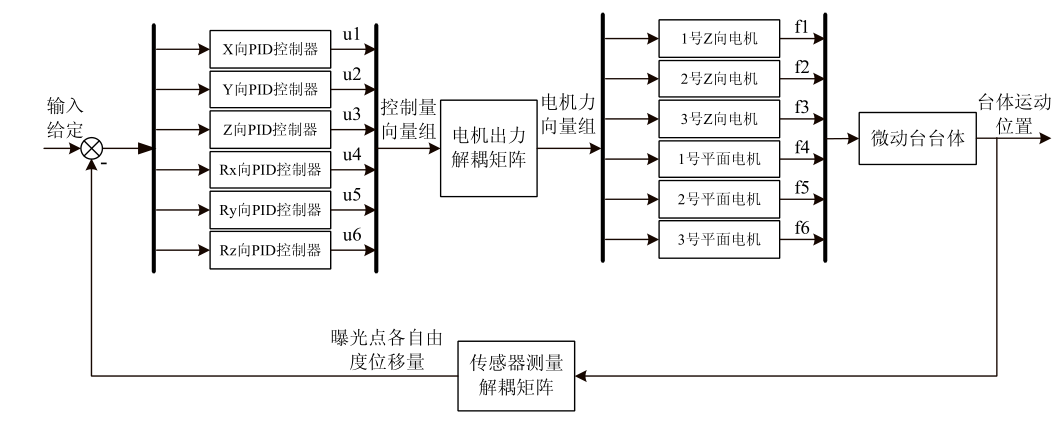 输入
给定
-
X向PID控制器
u1
Y向PID控制器
u2
Z向PID控制器
u3
Rx向PID控制器
u4
Ry向PID控制器
u5
Rz向PID控制器
u6
控制量
向量组
电机出力
解耦矩阵
电机力
向量组
1号Z向电机
f1
2号Z向电机
f2
3号Z向电机
f3
1号平面电机
f4
2号平面电机
f5
3号平面电机
f6
微动台台体
台体运动
位置
曝光点各自由
度位移量
传感器测量
解耦矩阵